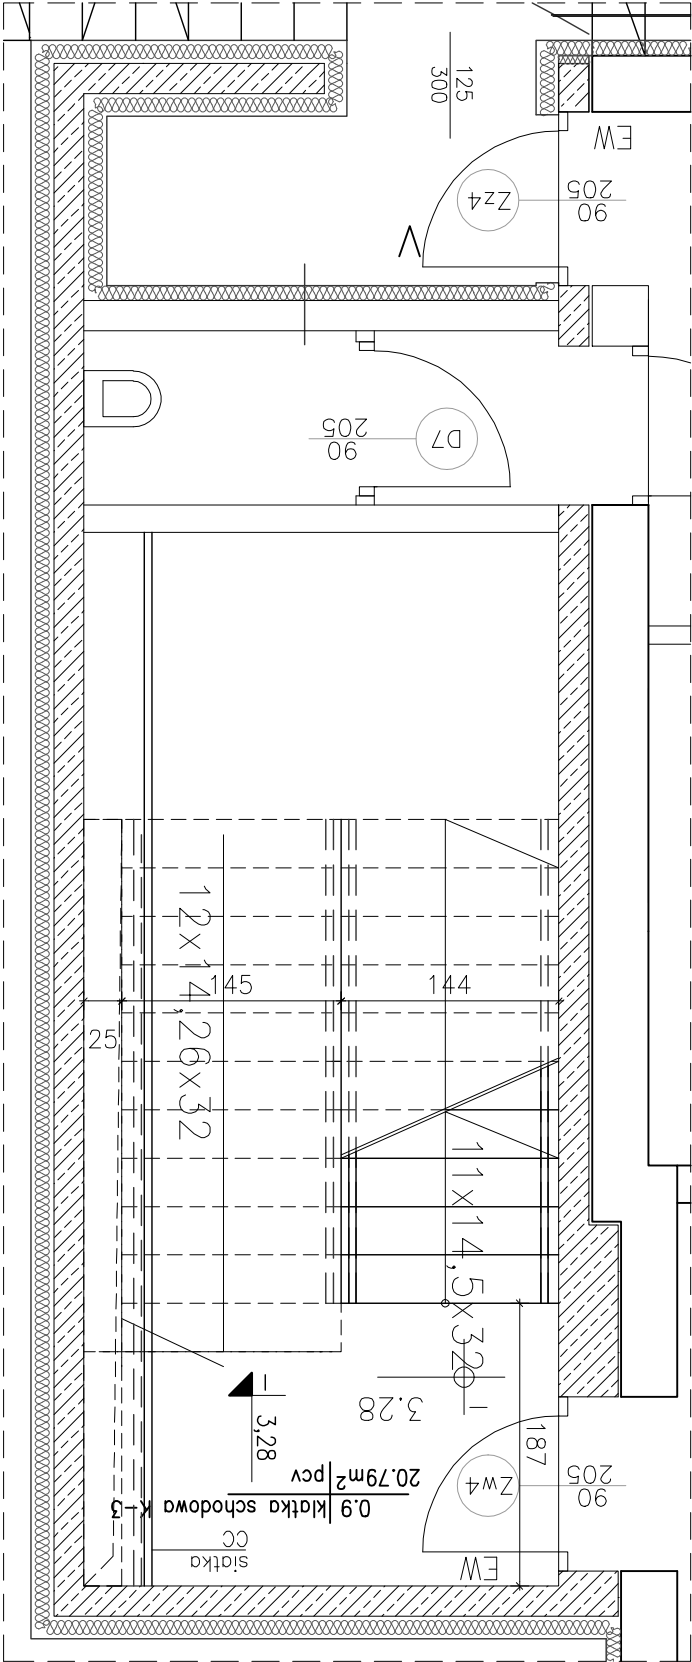 125
300
EW
90
205
Zz4
V
90
205
D7
12x14,26x32
145
144
25
11x14,5x32
I
3.28
I
3,28
187
90
205
Zw4
EW
0.9 klatka schodowa K-3
20.79m² pcv
siatka
CC